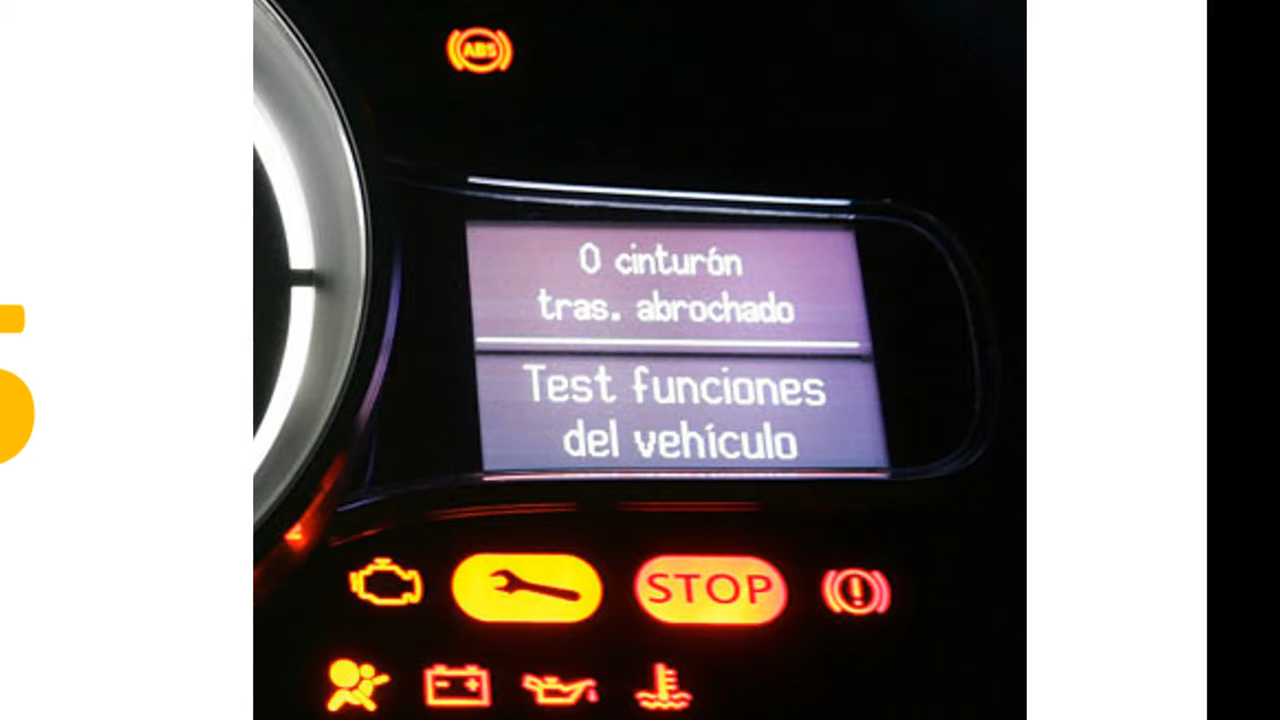 ABS
0 cinturón
tras. abrochado
Test funciones
del vehículo
STOP